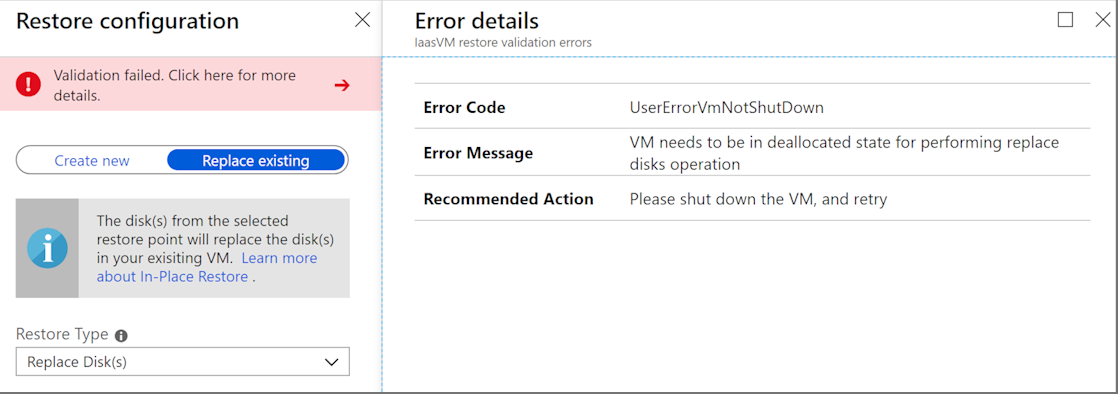 Restore configuration
Validation failed. Click here for more
details.
Create new
Replace existing
The disk(s) from the selected
restore point will replace the disk(s)
in your exisiting VM. Learn more
about In-Place Restore .
Restore Type
Replace Disk(s)
Error details
IaasVM restore validation errors
Error Code
UserErrorVmNotShutDown
Error Message
VM needs to be in deallocated state for performing replace
disks operation
Recommended Action
Please shut down the VM, and retry